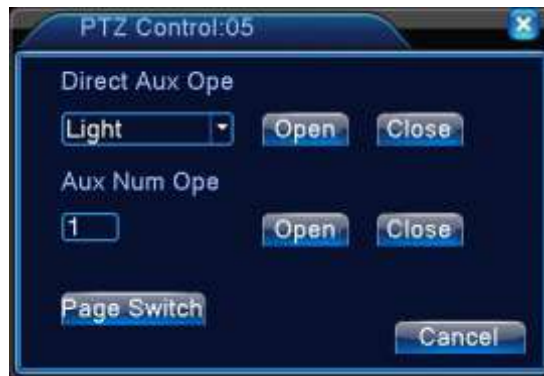 PTZ Control:05
Direct Aux Ope
Light Open Close
Aux Num Ope
1 Open Close
Page Switch
Cancel